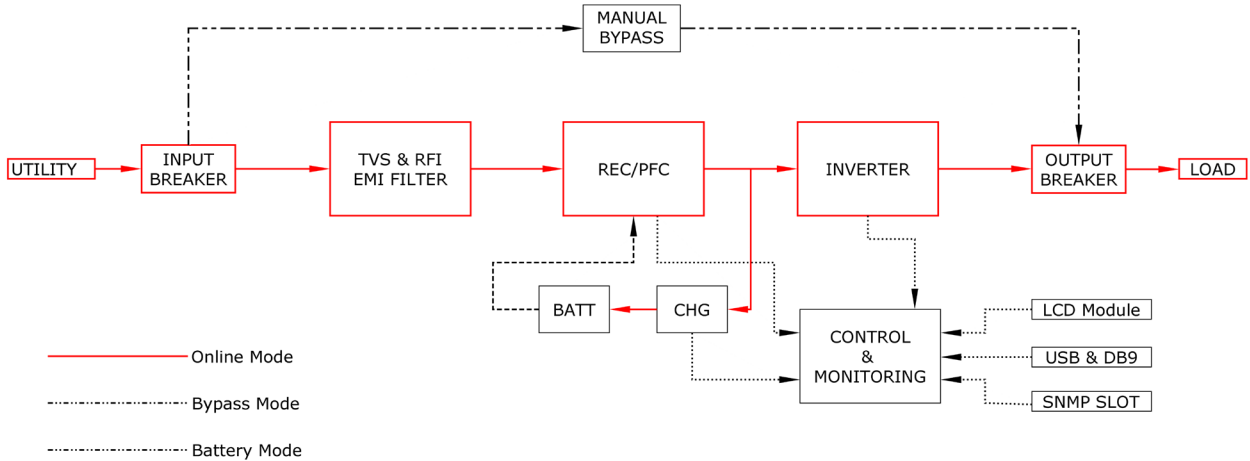 MANUAL
BYPASS
UTILITY
INPUT
BREAKER
TVS & RFI
EMI FILTER
REC/PFC
INVERTER
OUTPUT
BREAKER
LOAD
BATT
CHG
CONTROL
&
MONITORING
LCD Module
USB & DB9
SNMP SLOT
Online Mode
Bypass Mode
Battery Mode